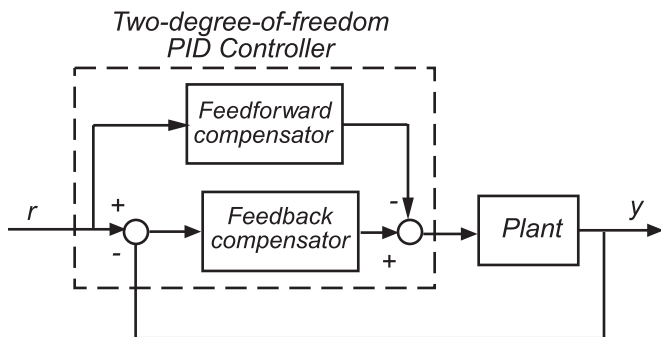 Two-degree-of-freedom
PID Controller
Feedforward
compensator
-
r
+
Feedback
compensator
Plant
y
-
+